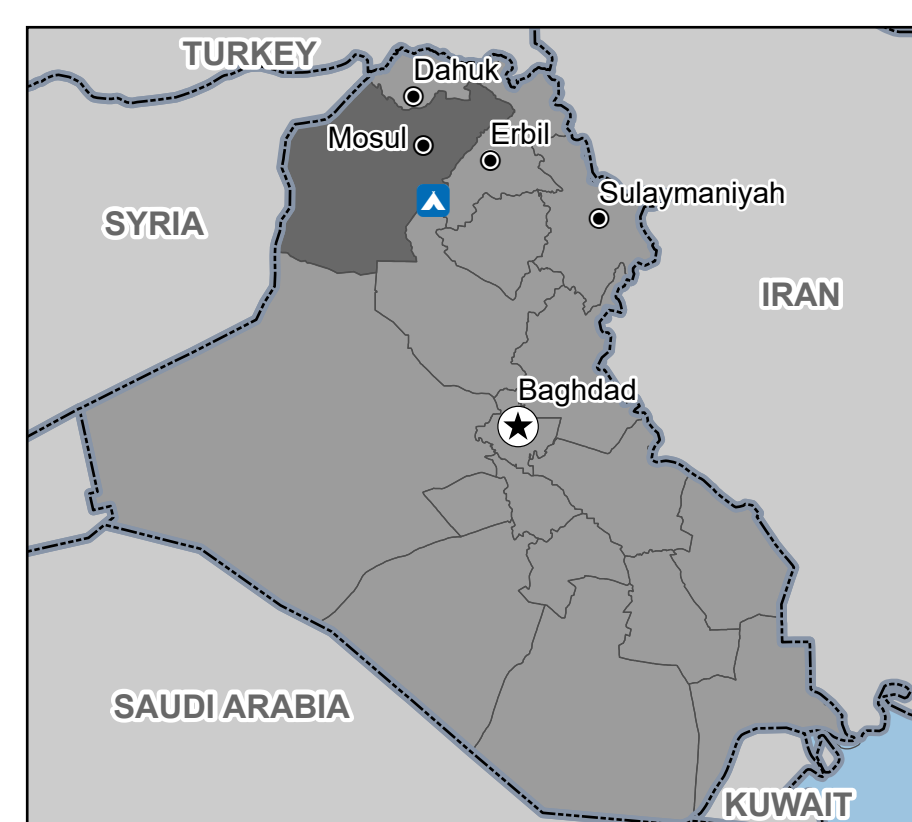 TURKEY
Dahuk
Mosul
Erbil
Sulaymaniyah
SYRIA
IRAN
Baghdad
SAUDI ARABIA
KUWAIT